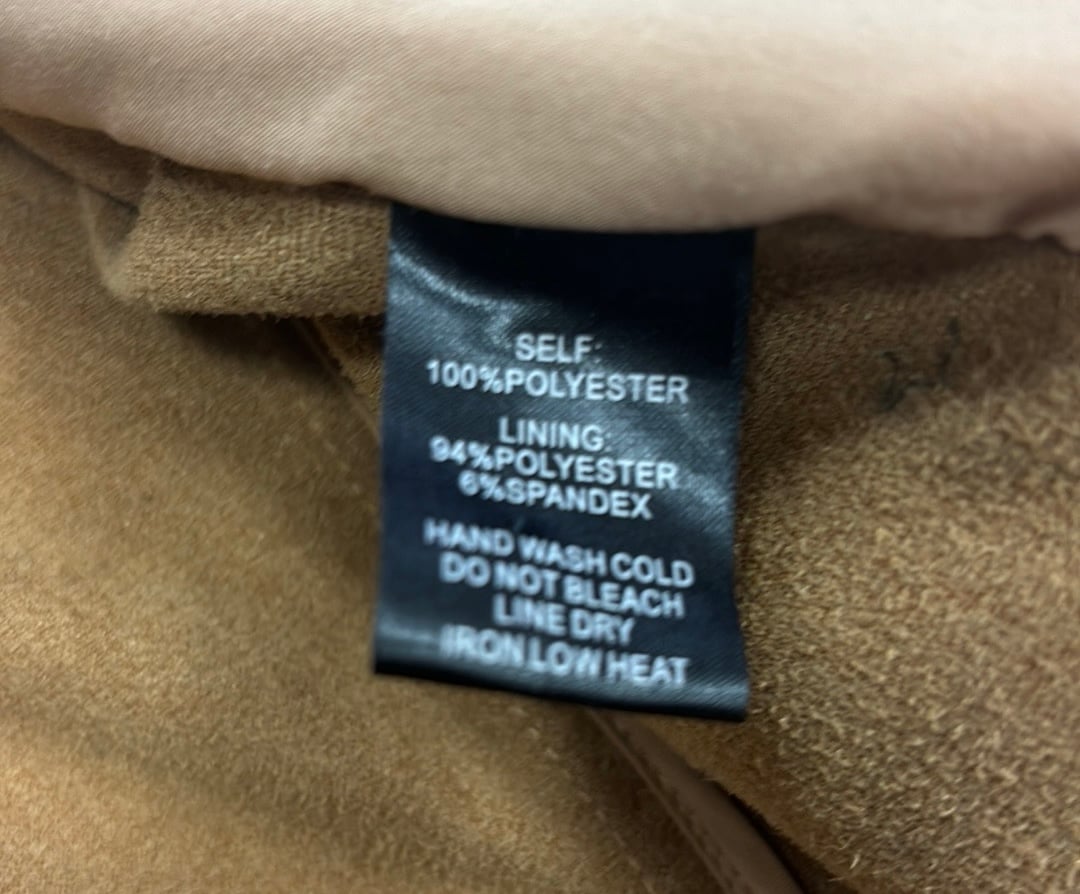 SELF:
100%POLYESTER
LINING:
94%POLYESTER
6%SPANDEX
HAND WASH COLD
DO NOT BLEACH
LINE DRY
IRON LOW HEAT